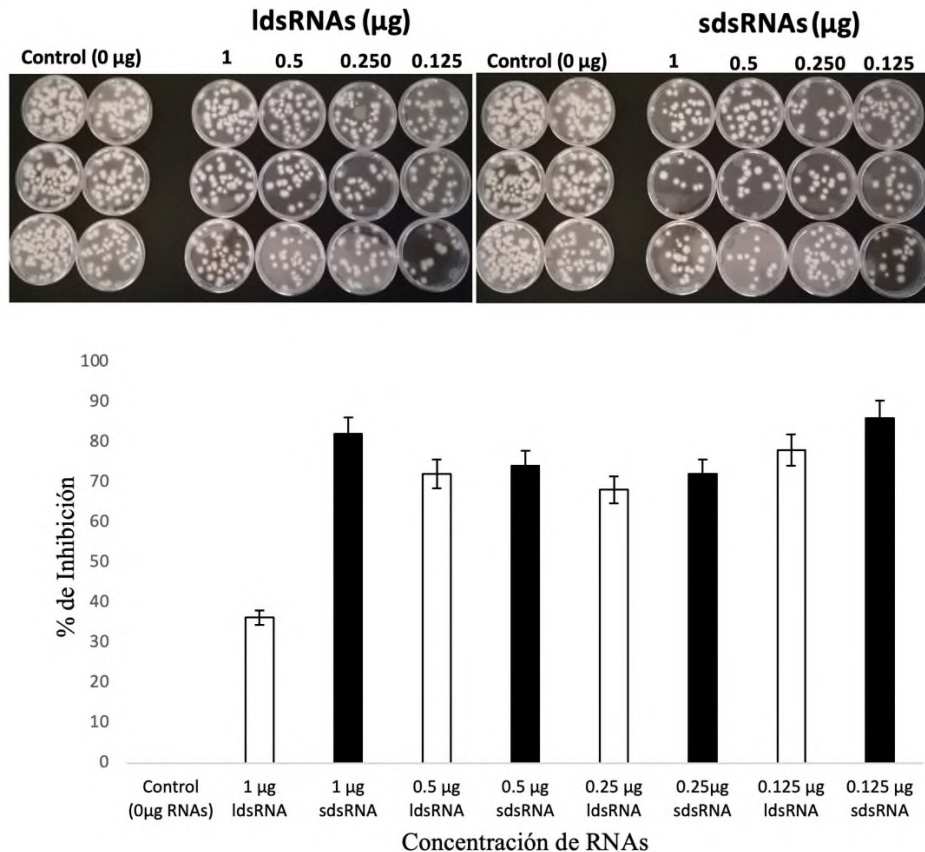 ldsRNAs (µg)
sdsRNAs (µg)
Control (0 µg) 1 0.5 0.250 0.125
Control (0 µg) 1 0.5 0.250 0.125
100
90
80
70
60
50
40
30
20
10
0
% de Inhibición
Control
(0µg RNAs)
1 µg
ldsRNA
1 µg
sdsRNA
0.5 µg
ldsRNA
0.5 µg
sdsRNA
0.25 µg
ldsRNA
0.25µg
sdsRNA
0.125 µg
ldsRNA
0.125 µg
sdsRNA
Concentración de RNAs